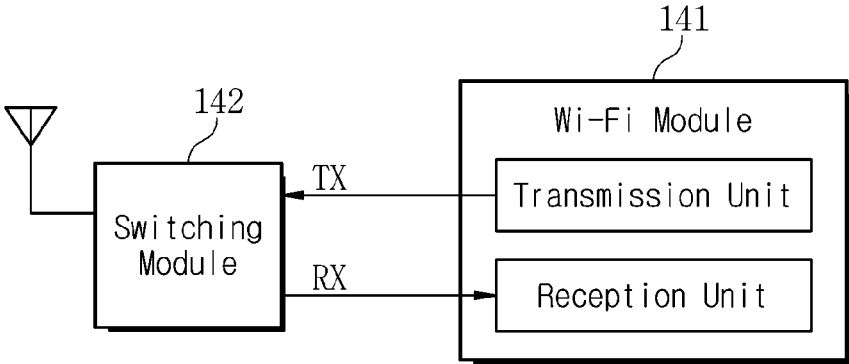 141
142
Wi-Fi Module
TX
Transmission Unit
Switching
Module
RX
Reception Unit